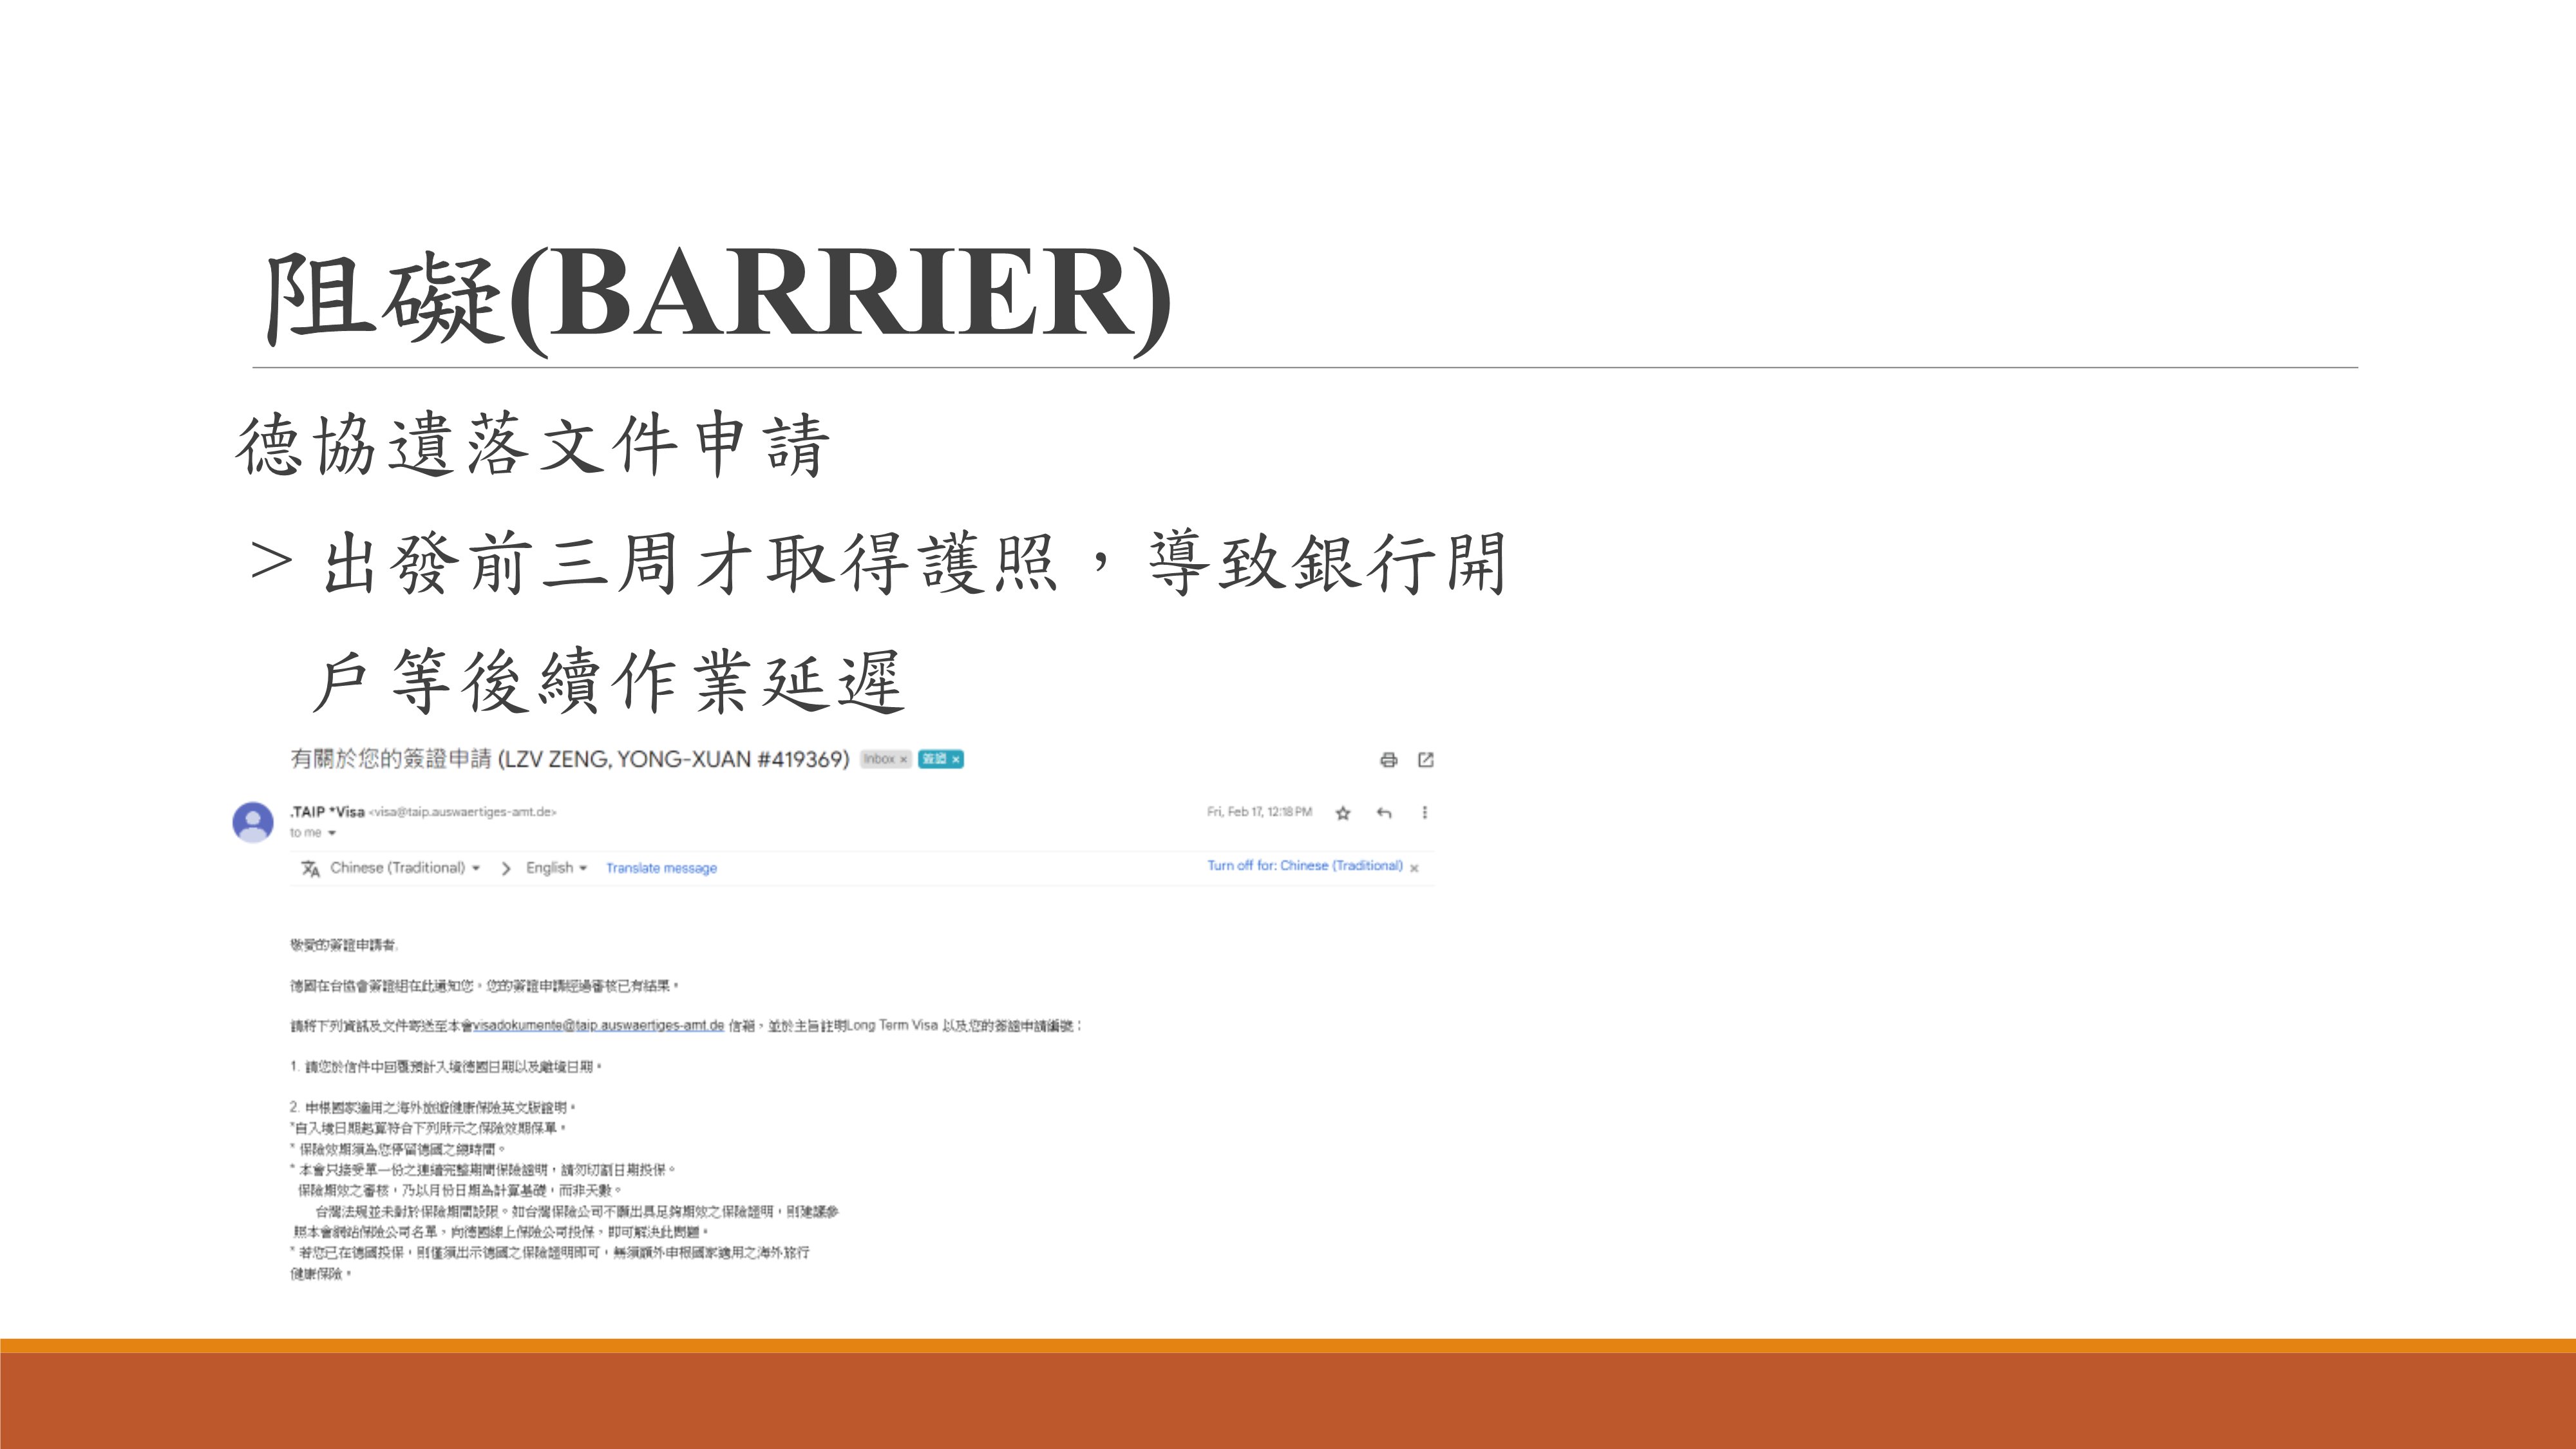 阻礙(BARRIER)
德協遺落文件申請
> 出發前三周才取得護照，導致銀行開
戶等後續作業延遲
有關於您的簽證申請 (LZV ZENG, YONG-XUAN #419369) Inbox × 簽證 ×
.TAIP *Visa <visa@taip.auswaertiges-amt.de> Fri, Feb 17, 12:18 PM
to me
Chinese (Traditional) > English Translate message Turn off for: Chinese (Traditional) ×
敬愛的簽證申請者,
德國在台協會簽證組在此通知您，您的簽證申請經過審核已有結果。
請將下列資訊及文件寄送至本會visadokumente@taip.auswaertiges-amt.de 信箱，並於主旨註明Long Term Visa 以及您的簽證申請編號：
1. 請您於信件中回覆預計入境德國日期以及離境日期。
2. 申根國家適用之海外旅遊健康保險英文版證明。
*自入境日期起算符合下列所示之保險效期保單。
* 保險效期須為您停留德國之總時間。
* 本會只接受單一份之連續完整期間保險證明，請勿切割日期投保。
保險期效之審核，乃以月份日期為計算基礎，而非天數。
台灣法規並未對於保險期間設限。如台灣保險公司不願出具足夠期效之保險證明，則建議參
照本會網站保險公司名單，向德國線上保險公司投保，即可解決此問題。
* 若您已在德國投保，則僅須出示德國之保險證明即可，無須額外申根國家適用之海外旅行
健康保險。